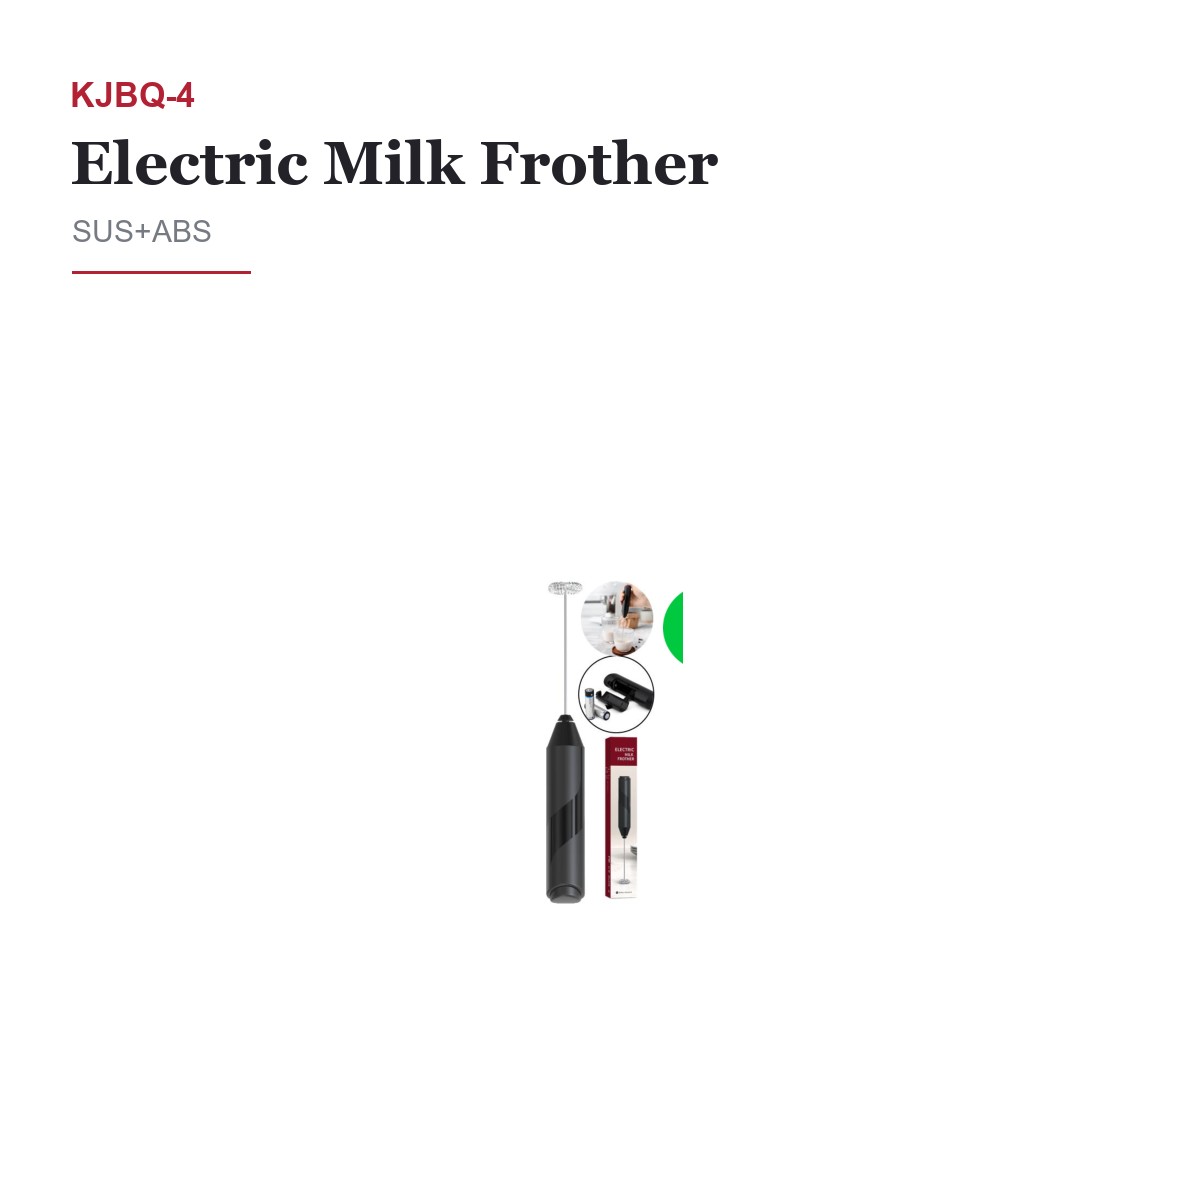 KJBQ-4
Electric Milk Frother
SUS+ABS
ELECTRIC
MILK
FROTHER